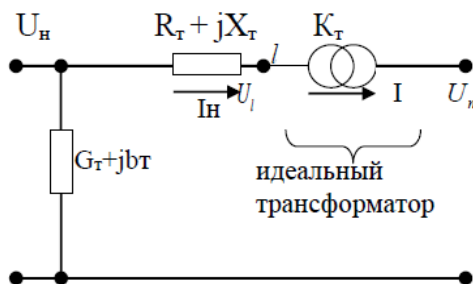 Uн
Rт + jXт
l
Kт
Iн
Ul
I
Un
Gт+jbт
идеальный
трансформатор